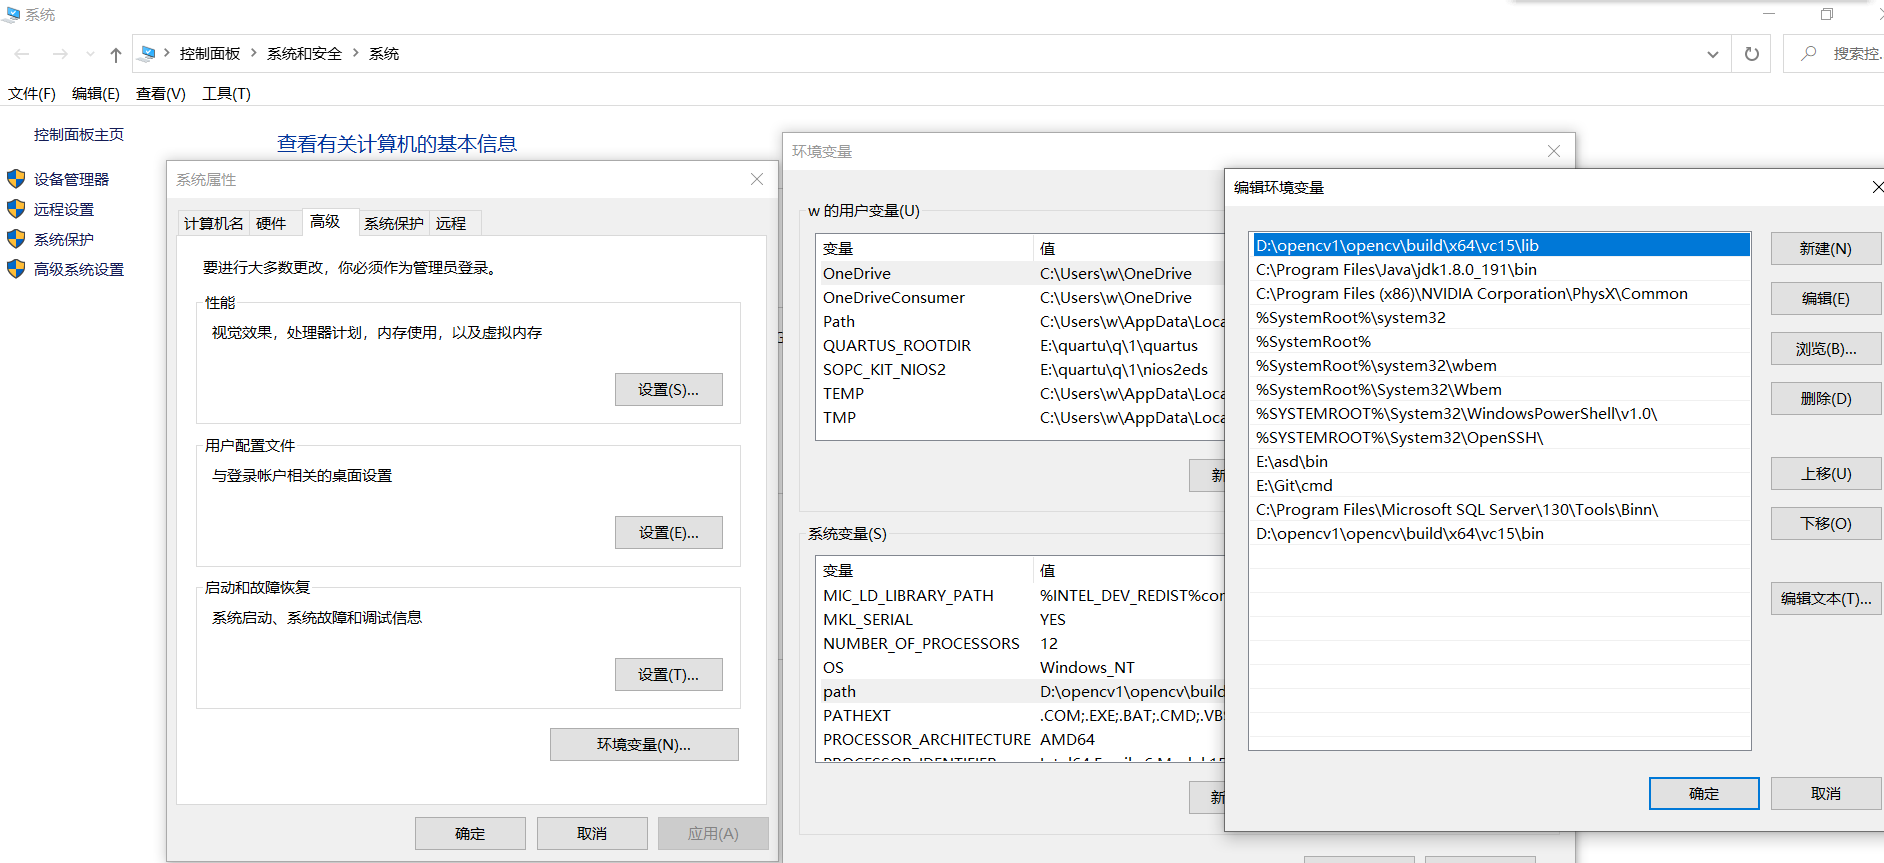 系统
控制面板 系统和安全 系统
搜索控.
文件(F) 编辑(E) 查看(V) 工具(T)
控制面板主页
设备管理器
远程设置
系统保护
高级系统设置
查看有关计算机的基本信息
系统属性
计算机名 硬件 高级 系统保护 远程
要进行大多数更改，你必须作为管理员登录。
性能
视觉效果，处理器计划，内存使用，以及虚拟内存
设置(S)...
用户配置文件
与登录帐户相关的桌面设置
设置(E)...
启动和故障恢复
系统启动、系统故障和调试信息
设置(T)...
环境变量(N)...
确定 取消 应用(A)
环境变量
w 的用户变量(U)
变量 值
OneDrive C:\Users\w\OneDrive
OneDriveConsumer C:\Users\w\OneDrive
Path C:\Users\w\AppData\Loca
QUARTUS_ROOTDIR E:\quartu\q\1\quartus
SOPC_KIT_NIOS2 E:\quartu\q\1\nios2eds
TEMP C:\Users\w\AppData\Loca
TMP C:\Users\w\AppData\Loca
新
系统变量(S)
变量 值
MIC_LD_LIBRARY_PATH %INTEL_DEV_REDIST%cor
MKL_SERIAL YES
NUMBER_OF_PROCESSORS 12
OS Windows_NT
path D:\opencv1\opencv\build
PATHEXT .COM;.EXE;.BAT;.CMD;.VB
PROCESSOR_ARCHITECTURE AMD64
新
编辑环境变量
D:\opencv1\opencv\build\x64\vc15\lib
C:\Program Files\Java\jdk1.8.0_191\bin
C:\Program Files (x86)\NVIDIA Corporation\PhysX\Common
%SystemRoot%\system32
%SystemRoot%
%SystemRoot%\system32\wbem
%SystemRoot%\System32\Wbem
%SYSTEMROOT%\System32\WindowsPowerShell\v1.0\
%SYSTEMROOT%\System32\OpenSSH\
E:\asd\bin
E:\Git\cmd
C:\Program Files\Microsoft SQL Server\130\Tools\Binn\
D:\opencv1\opencv\build\x64\vc15\bin
新建(N)
编辑(E)
浏览(B)...
删除(D)
上移(U)
下移(O)
编辑文本(T)...
确定 取消